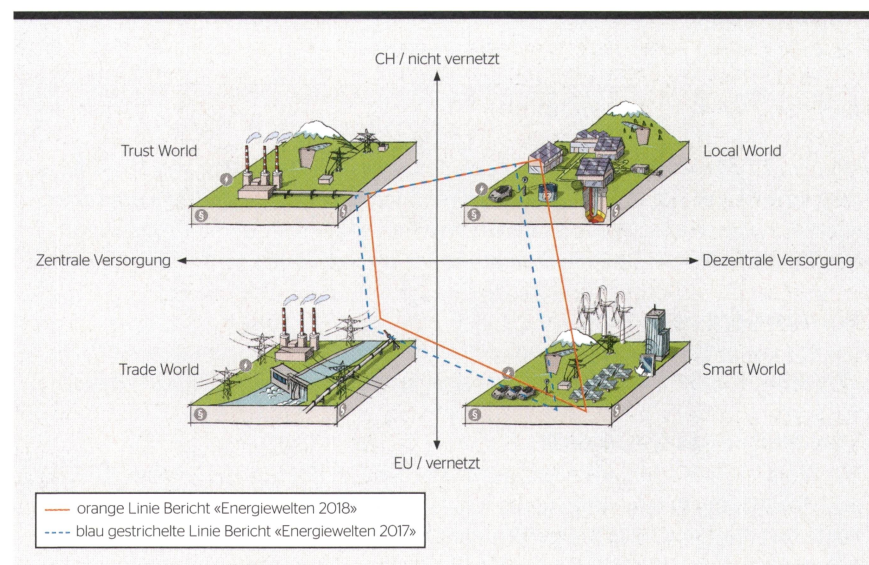 CH / nicht vernetzt
Trust World
Local World
Zentrale Versorgung
Dezentrale Versorgung
Trade World
Smart World
EU / vernetzt
orange Linie Bericht «Energiewelten 2018»
blau gestrichelte Linie Bericht «Energiewelten 2017»